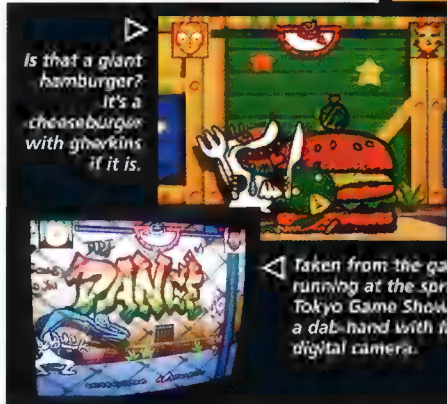 Is that a giant
hamburger?
It's a
cheeseburger
with gherkins
if it is.
DANCE
Taken from the ga
running at the spri
Tokyo Game Show
a dab-hand with
digital camera.